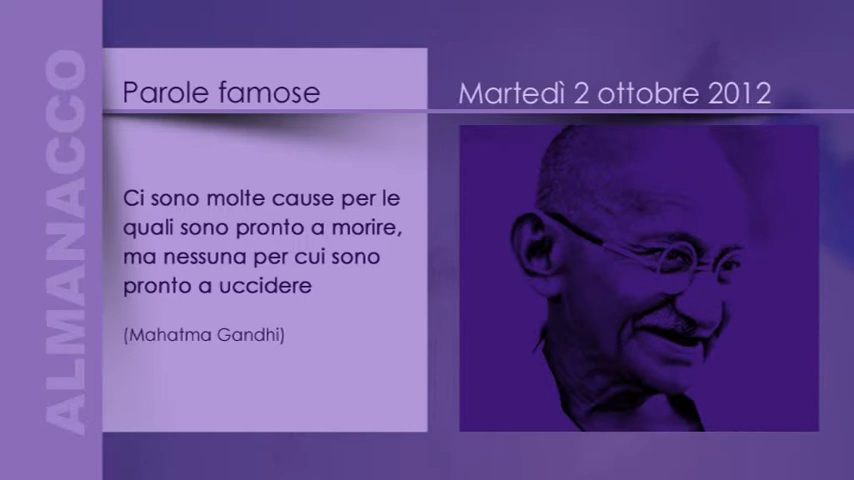 ALMANACCO
Parole famose
Martedì 2 ottobre 2012
Ci sono molte cause per le
quali sono pronto a morire,
ma nessuna per cui sono
pronto a uccidere
(Mahatma Gandhi)